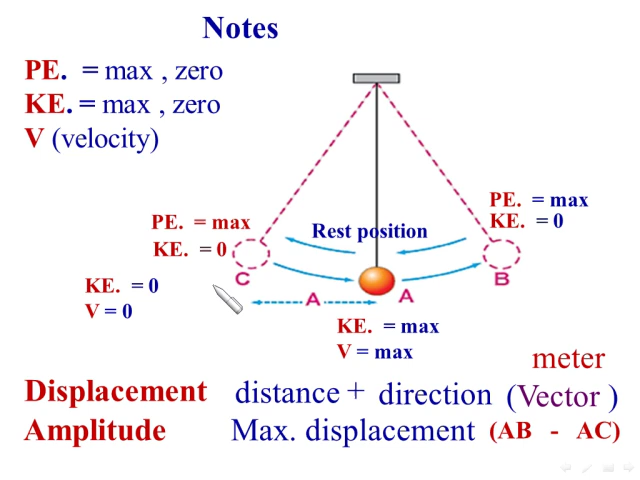 Notes
PE. = max , zero
KE. = max , zero
V (velocity)
PE. = max
KE. = 0
PE. = max
KE. = 0
Rest position
C
A
B
KE. = 0
V = 0
A
KE. = max
V = max
meter
Displacement distance + direction (Vector )
Amplitude Max. displacement (AB - AC)